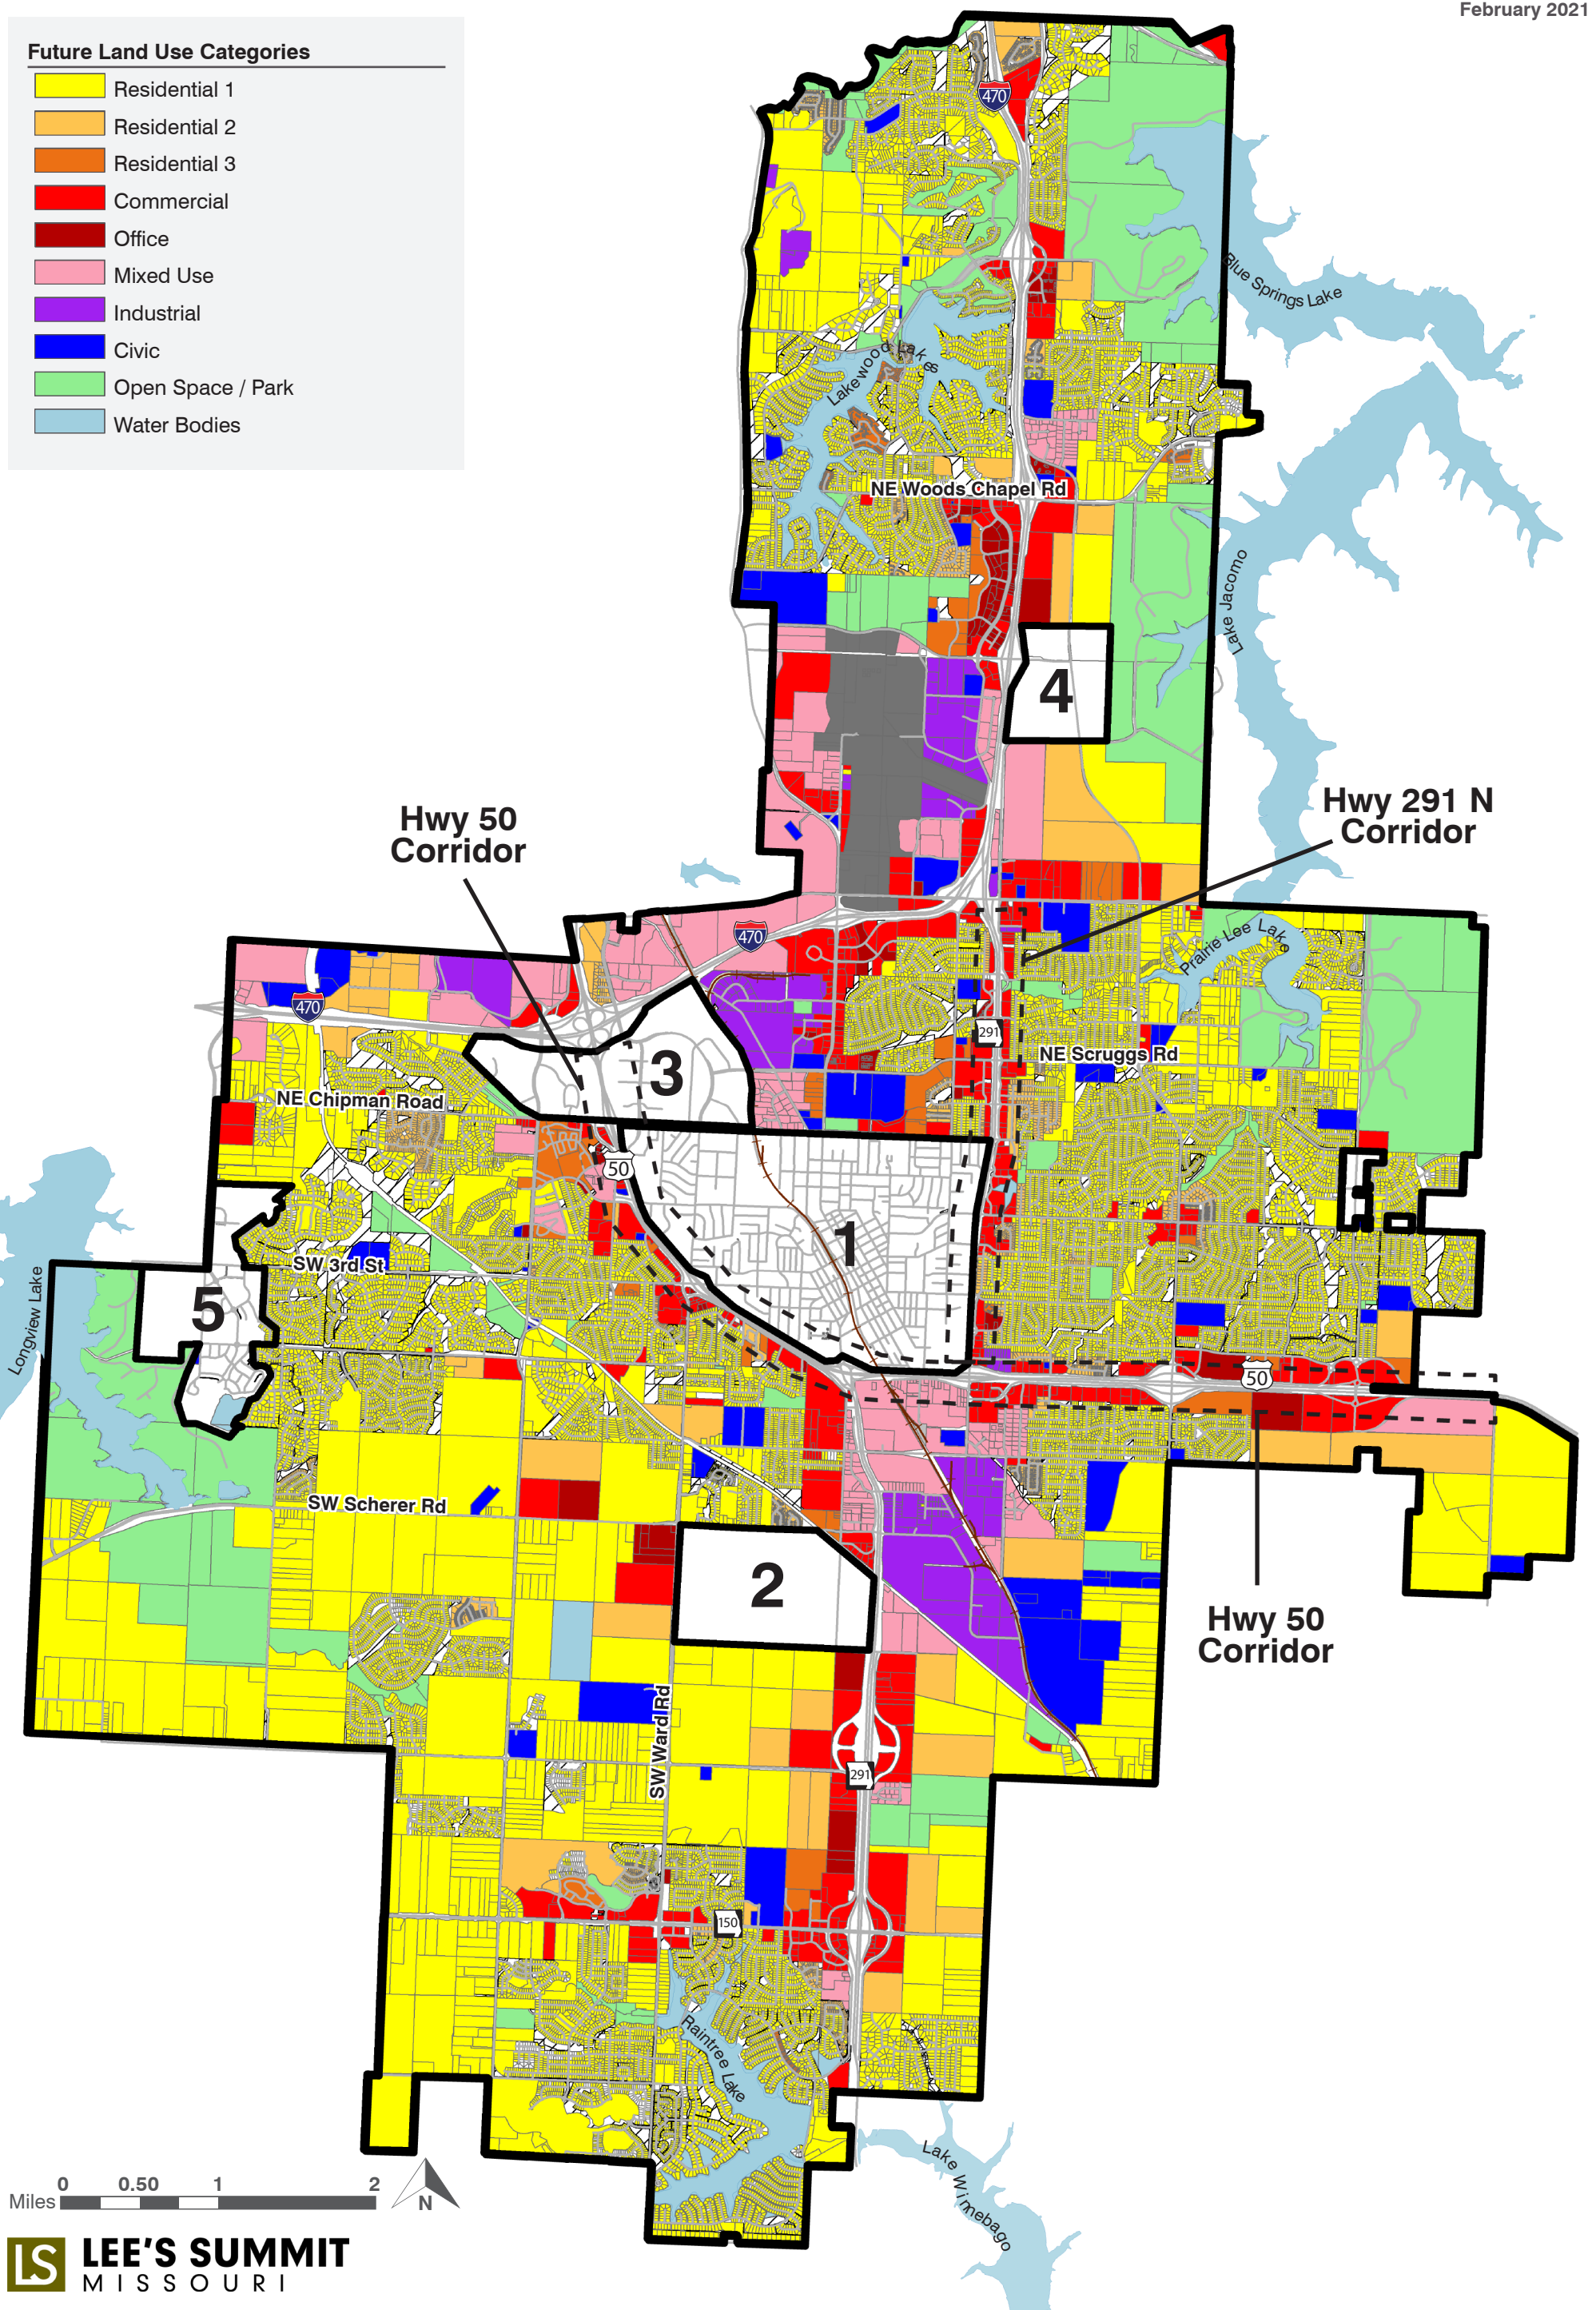 February 2021
Future Land Use Categories
Residential 1
Residential 2
Residential 3
Commercial
Office
Mixed Use
Industrial
Civic
Open Space / Park
Water Bodies
470
Blue Springs Lake
Lakewood Lakes
NE Woods Chapel Rd
Lake Jacomo
4
Hwy 50
Corridor
Hwy 291 N
Corridor
470
Prairie Lee Lake
470
291
NE Scruggs Rd
3
NE Chipman Road
50
1
SW 3rd St
5
Longview Lake
50
SW Scherer Rd
2
Hwy 50
Corridor
SW Ward Rd
291
150
Raintree Lake
Lake Winnebago
0 0.50 1 2
Miles
N
LS
LEE'S SUMMIT
MISSOURI